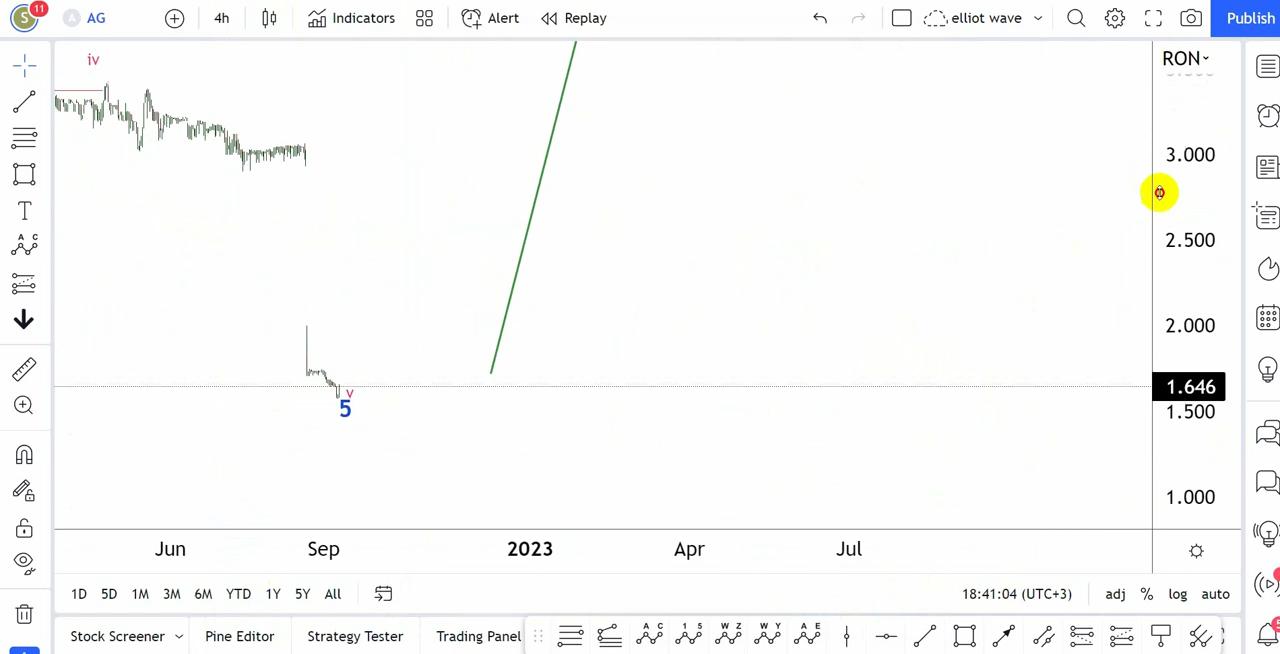 S 11 A AG 4h Indicators Alert Replay elliot wave Publish
iv
RON
3.000
2.500
2.000
1.646
1.500
1.000
v
5
Jun Sep 2023 Apr Jul
1D 5D 1M 3M 6M YTD 1Y 5Y All 18:41:04 (UTC+3) adj % log auto
Stock Screener Pine Editor Strategy Tester Trading Panel
A C
1 5
W Z
W Y
A E
A C